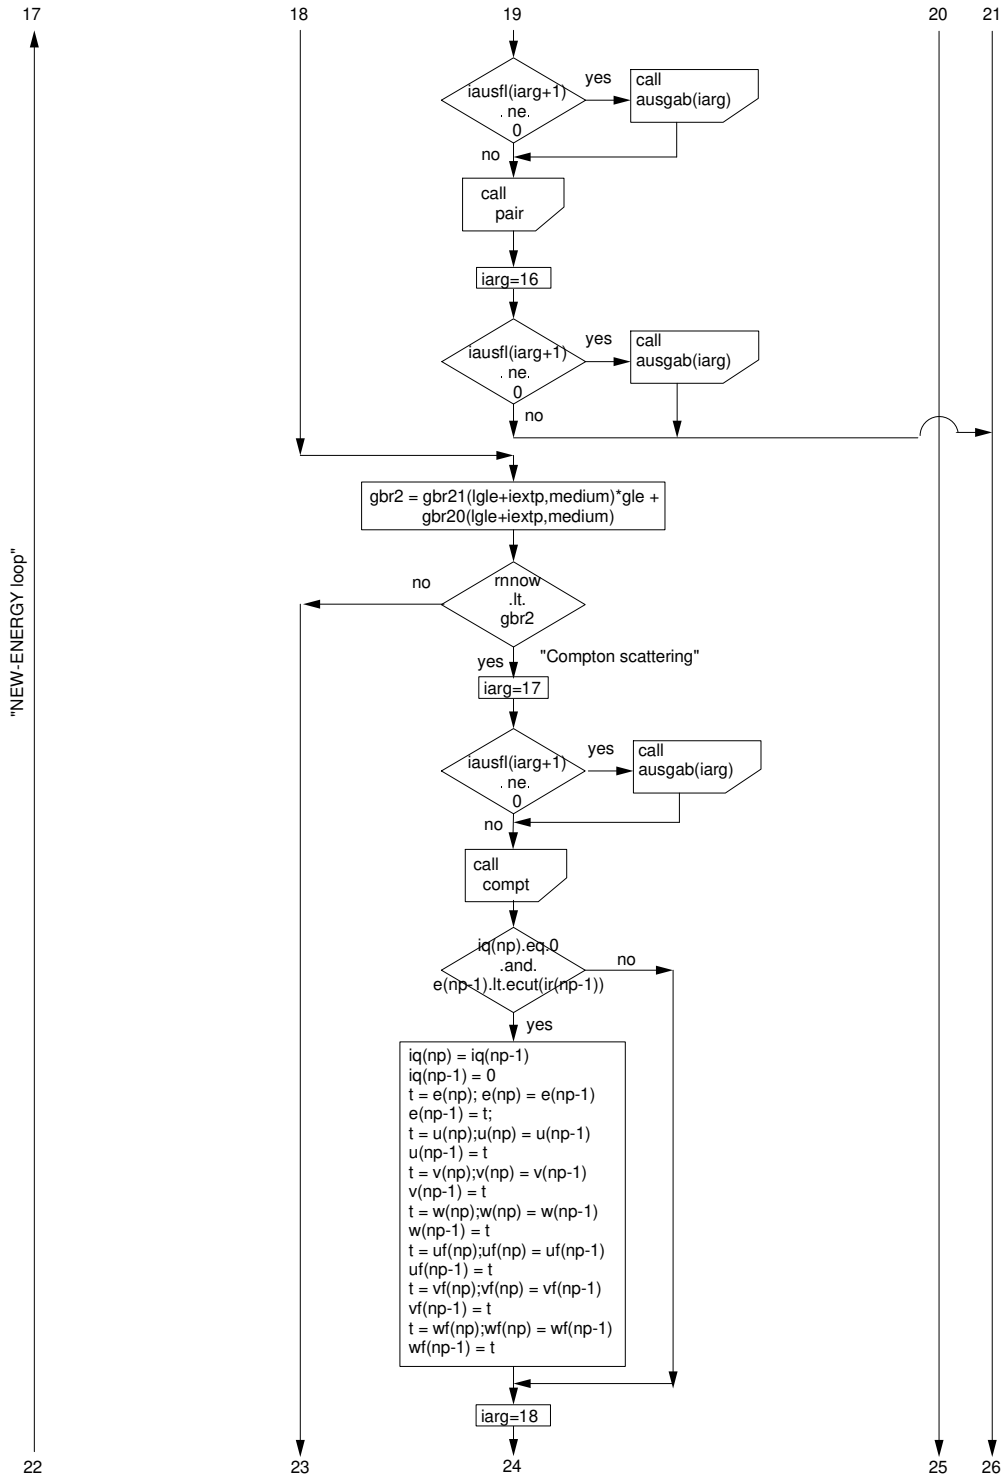 17
18
19
20
21
iausfl(iarg+1)
. ne.
0
yes
call
ausgab(iarg)
no
call
pair
iarg=16
iausfl(iarg+1)
. ne.
0
yes
call
ausgab(iarg)
no
gbr2 = gbr21(lgle+iextp,medium)*gle +
gbr20(lgle+iextp,medium)
"NEW-ENERGY loop"
no
rnnow
.lt.
gbr2
"Compton scattering"
yes
iarg=17
iausfl(iarg+1)
. ne.
0
yes
call
ausgab(iarg)
no
call
compt
iq(np).eq.0
.and.
e(np-1).lt.ecut(ir(np-1))
no
yes
iq(np) = iq(np-1)
iq(np-1) = 0
t = e(np); e(np) = e(np-1)
e(np-1) = t;
t = u(np);u(np) = u(np-1)
u(np-1) = t
t = v(np);v(np) = v(np-1)
v(np-1) = t
t = w(np);w(np) = w(np-1)
w(np-1) = t
t = uf(np);uf(np) = uf(np-1)
uf(np-1) = t
t = vf(np);vf(np) = vf(np-1)
vf(np-1) = t
t = wf(np);wf(np) = wf(np-1)
wf(np-1) = t
iarg=18
22
23
24
25
26